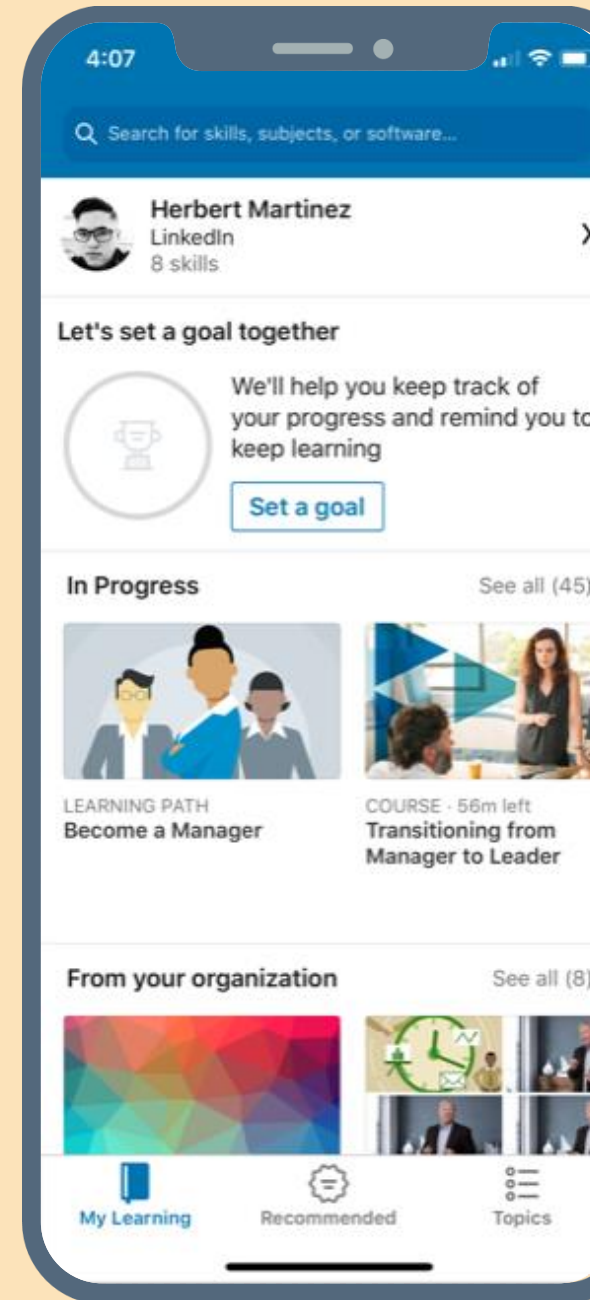 4:07
Search for skills, subjects, or software...
Herbert Martinez
LinkedIn
8 skills
Let's set a goal together
We'll help you keep track of
your progress and remind you to
keep learning
Set a goal
In Progress
See all (45)
LEARNING PATH
Become a Manager
COURSE · 56m left
Transitioning from
Manager to Leader
From your organization
See all (8)
My Learning
Recommended
Topics